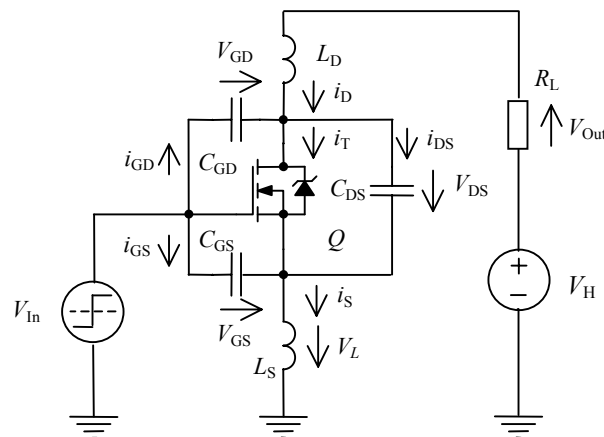 V_GD
L_D
R_L
i_D
V_Out
i_GD
C_GD
i_T
i_DS
C_DS
V_DS
i_GS
C_GS
Q
V_In
V_GS
i_S
L_S
V_L
+
−
V_H